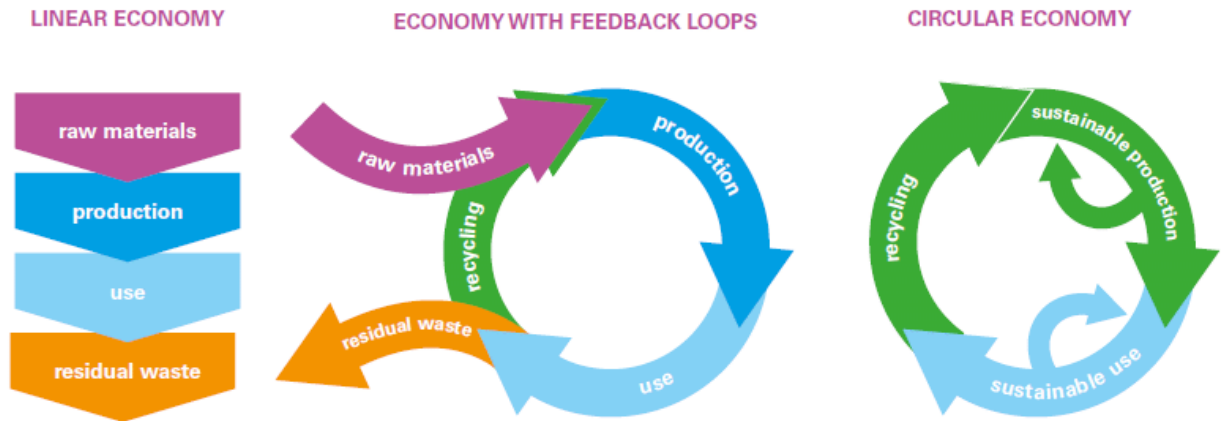 LINEAR ECONOMY
raw materials
production
use
residual waste
ECONOMY WITH FEEDBACK LOOPS
raw materials
production
use
recycling
residual waste
CIRCULAR ECONOMY
sustainable production
sustainable use
recycling